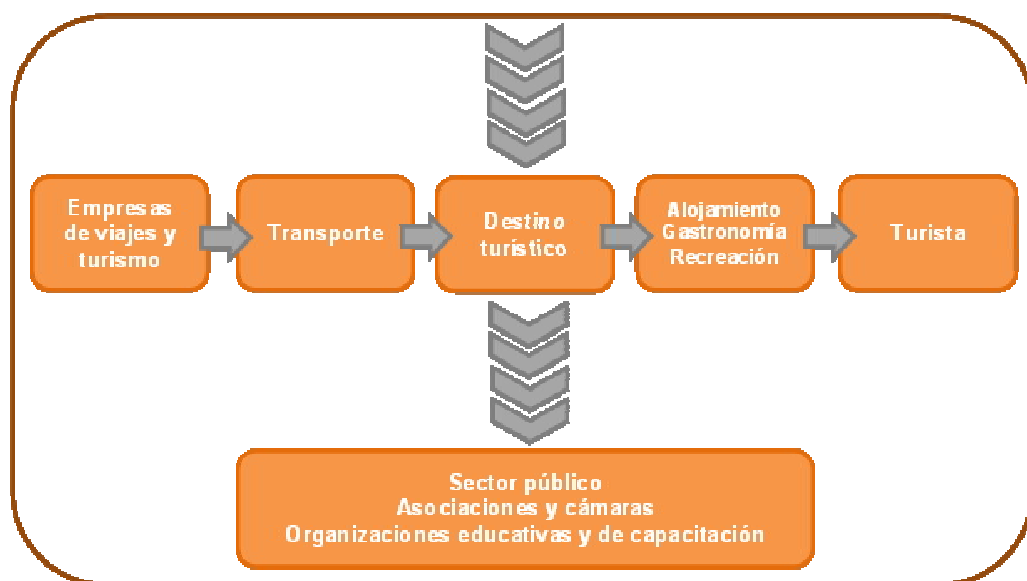 Empresas
de viajes y
turismo
Transporte
Destino
turístico
Alojamiento
Gastronomía
Recreación
Turista
Sector público
Asociaciones y cámaras
Organizaciones educativas y de capacitación